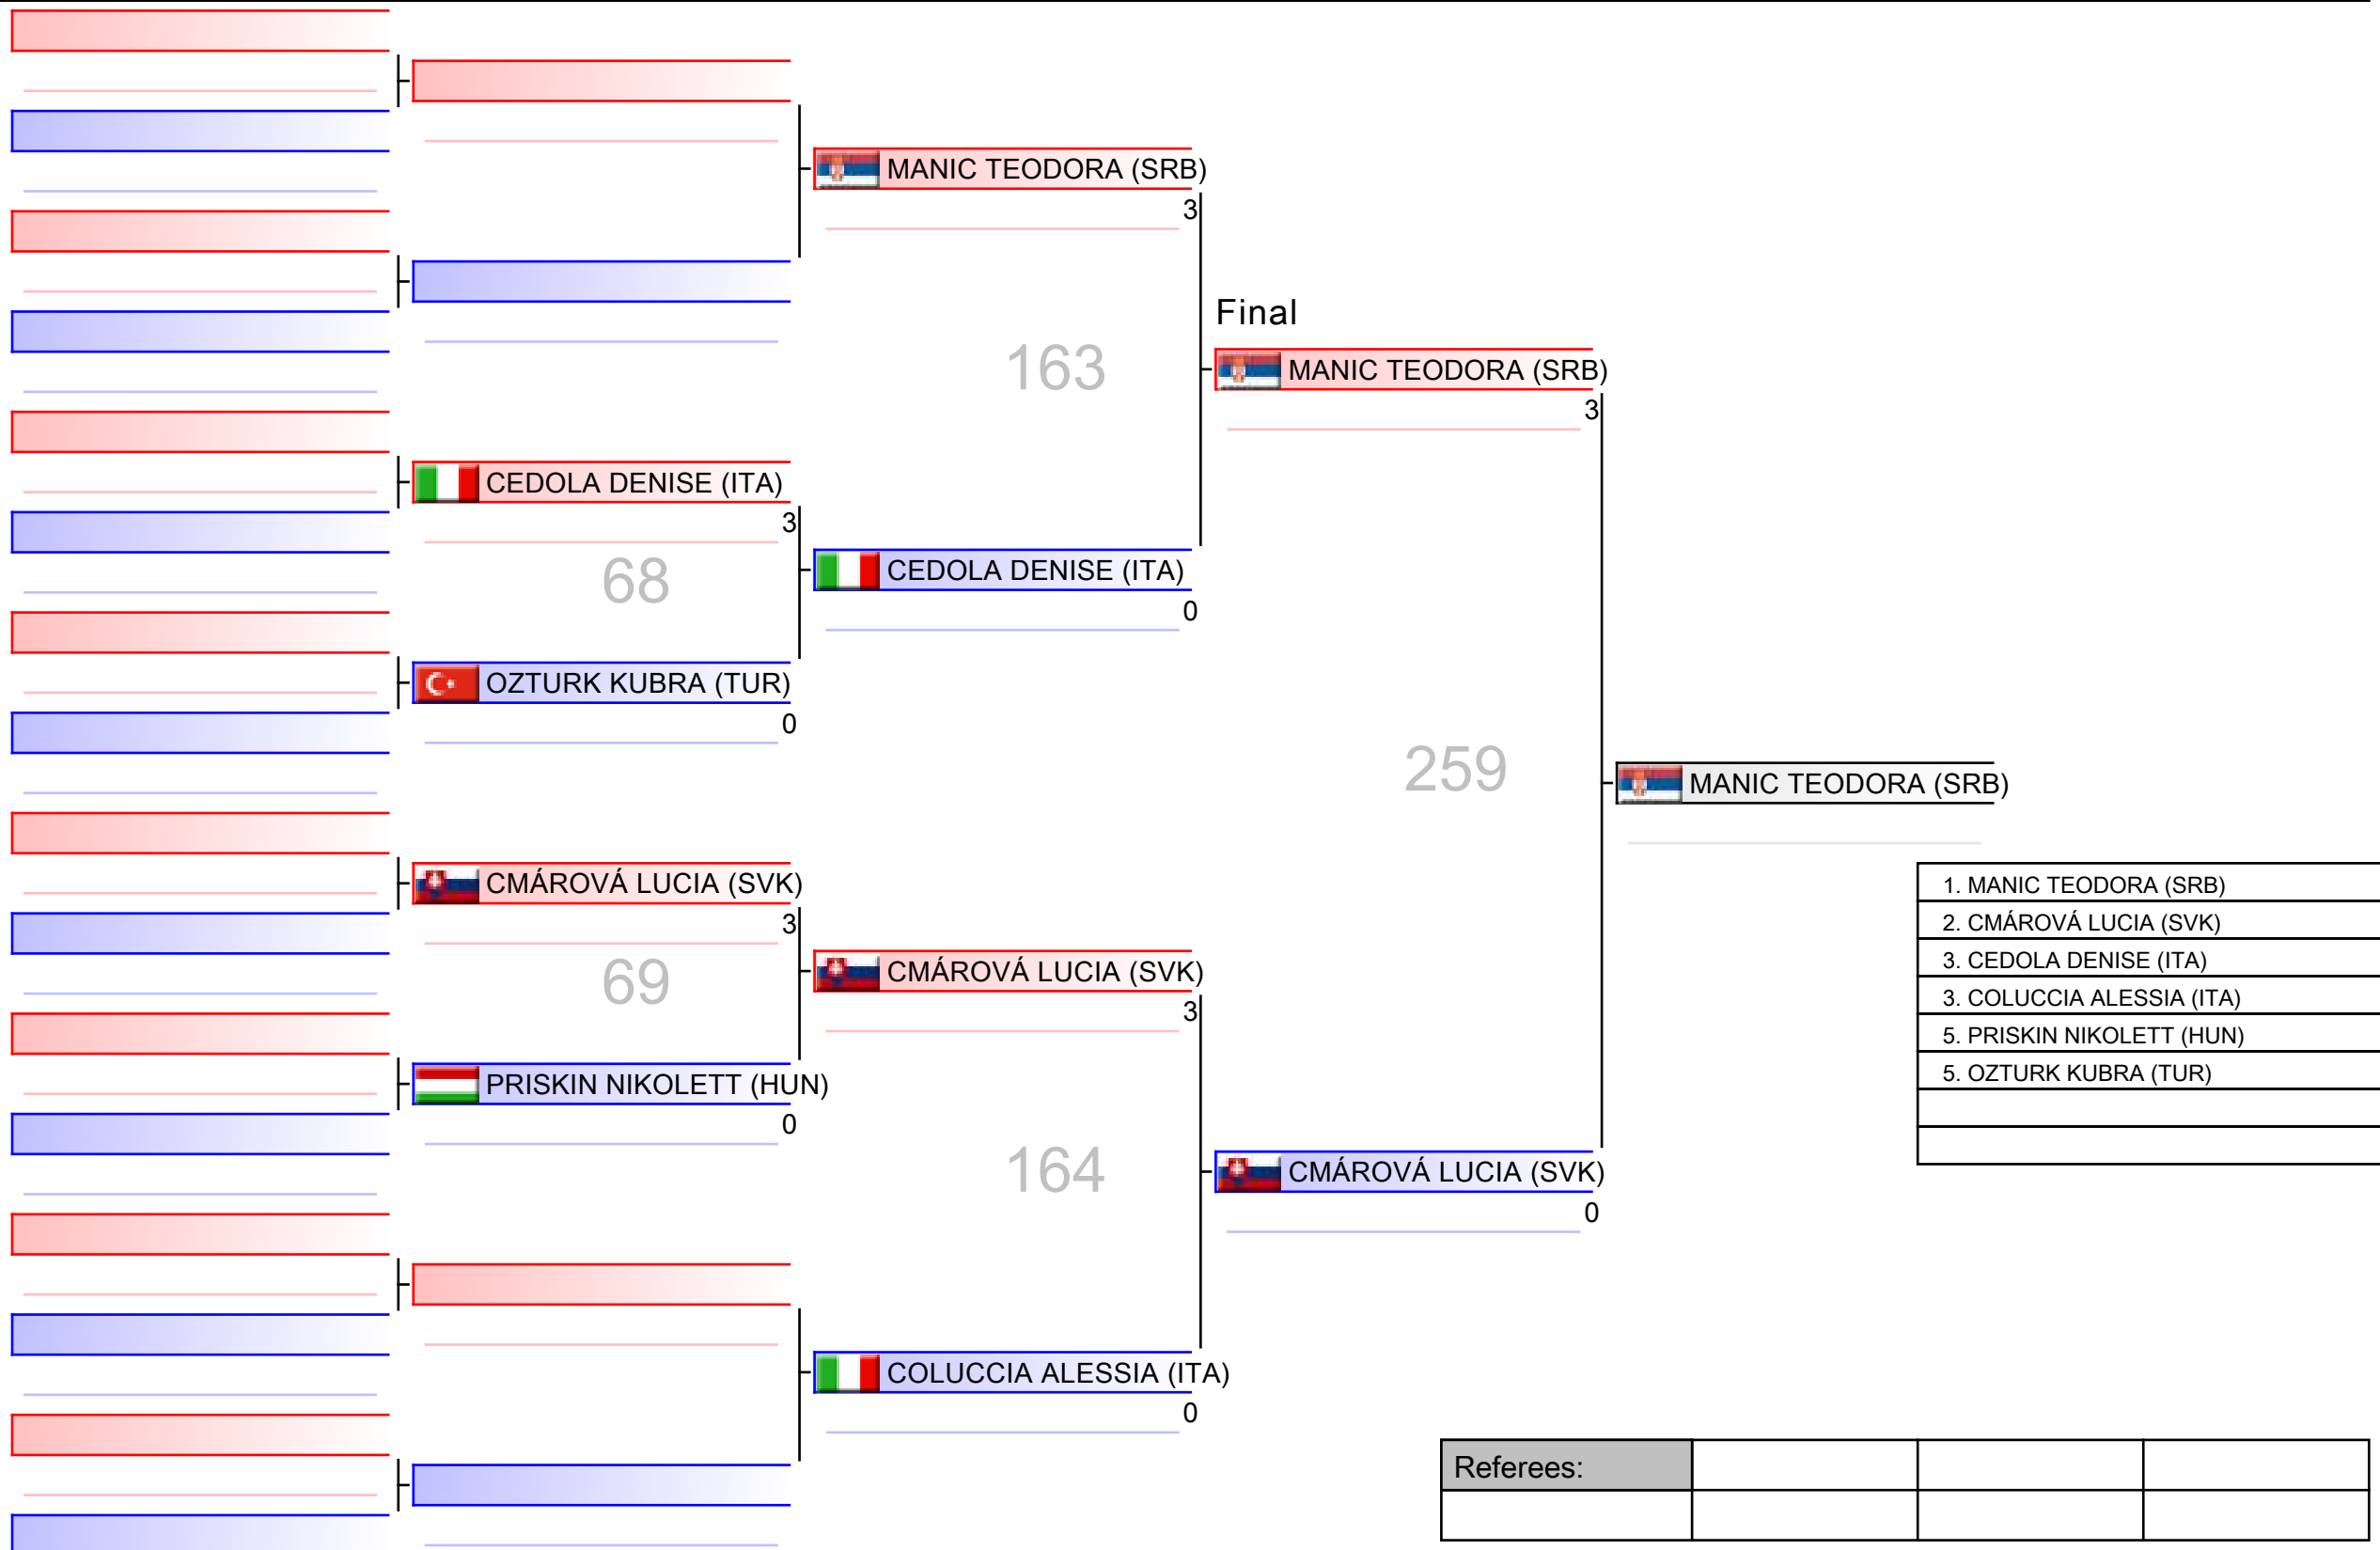 MANIC TEODORA (SRB)
3
163
CEDOLA DENISE (ITA)
3
68
OZTURK KUBRA (TUR)
0
CEDOLA DENISE (ITA)
0
Final
MANIC TEODORA (SRB)
3
259
MANIC TEODORA (SRB)
CMÁROVÁ LUCIA (SVK)
3
69
PRISKIN NIKOLETT (HUN)
0
CMÁROVÁ LUCIA (SVK)
3
164
COLUCCIA ALESSIA (ITA)
0
CMÁROVÁ LUCIA (SVK)
0
1. MANIC TEODORA (SRB)
2. CMÁROVÁ LUCIA (SVK)
3. CEDOLA DENISE (ITA)
3. COLUCCIA ALESSIA (ITA)
5. PRISKIN NIKOLETT (HUN)
5. OZTURK KUBRA (TUR)
Referees: